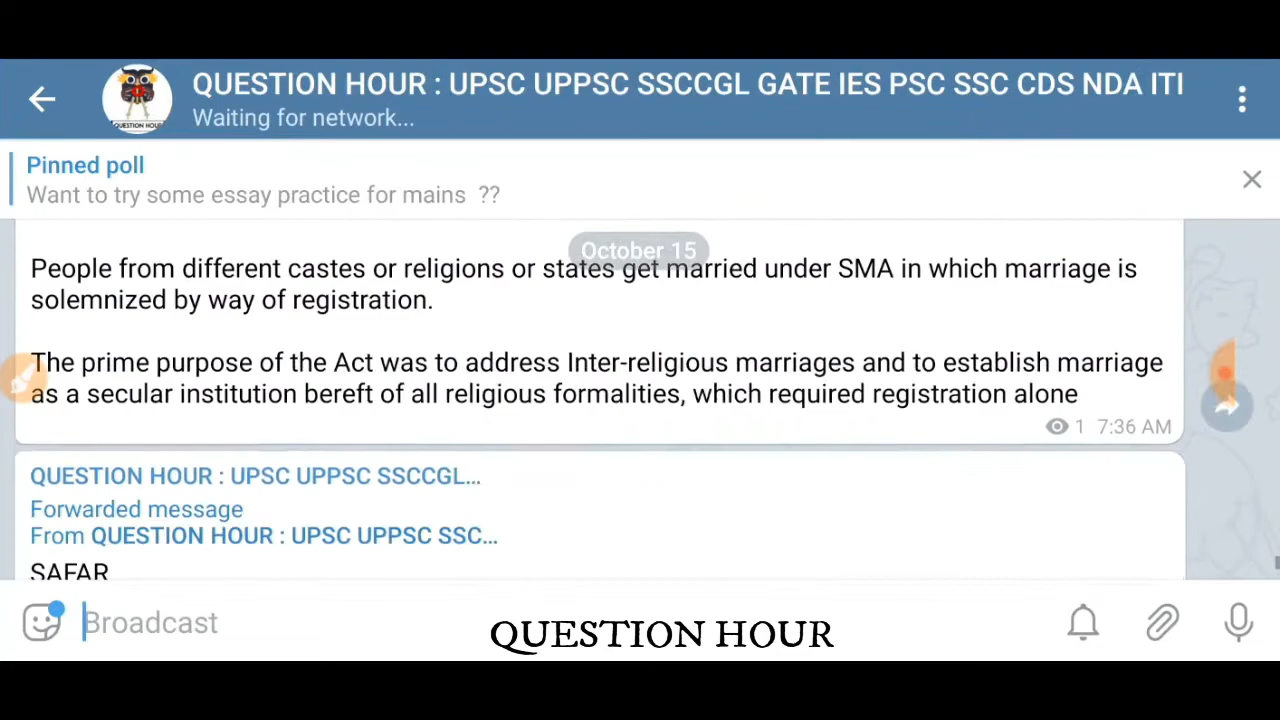 QUESTION HOUR : UPSC UPPSC SSCCGL GATE IES PSC SSC CDS NDA ITI
Waiting for network...
QUESTION HOUR
Pinned poll
Want to try some essay practice for mains ??
October 15
People from different castes or religions or states get married under SMA in which marriage is
solemnized by way of registration.
The prime purpose of the Act was to address Inter-religious marriages and to establish marriage
as a secular institution bereft of all religious formalities, which required registration alone
1 7:36 AM
QUESTION HOUR : UPSC UPPSC SSCCGL...
Forwarded message
From QUESTION HOUR : UPSC UPPSC SSC...
SAFAR
Broadcast
QUESTION HOUR